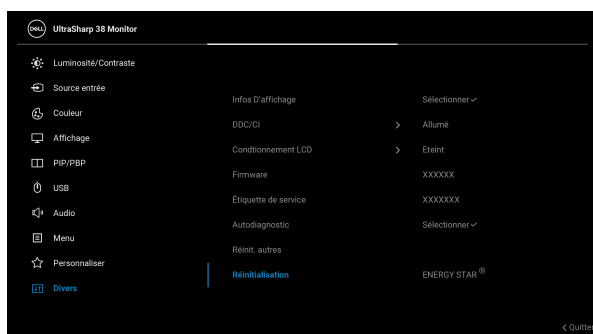 DELL UltraSharp 38 Monitor
Luminosité/Contraste
Source entrée
Couleur
Affichage
PIP/PBP
USB
Audio
Menu
Personnaliser
Divers
Infos D'affichage Sélectionner
DDC/CI Allumé
Condtionnement LCD Eteint
Firmware XXXXXX
Étiquette de service XXXXXXX
Autodiagnostic Sélectionner
Réinit. autres
Réinitialisation ENERGY STAR ®
Quitter